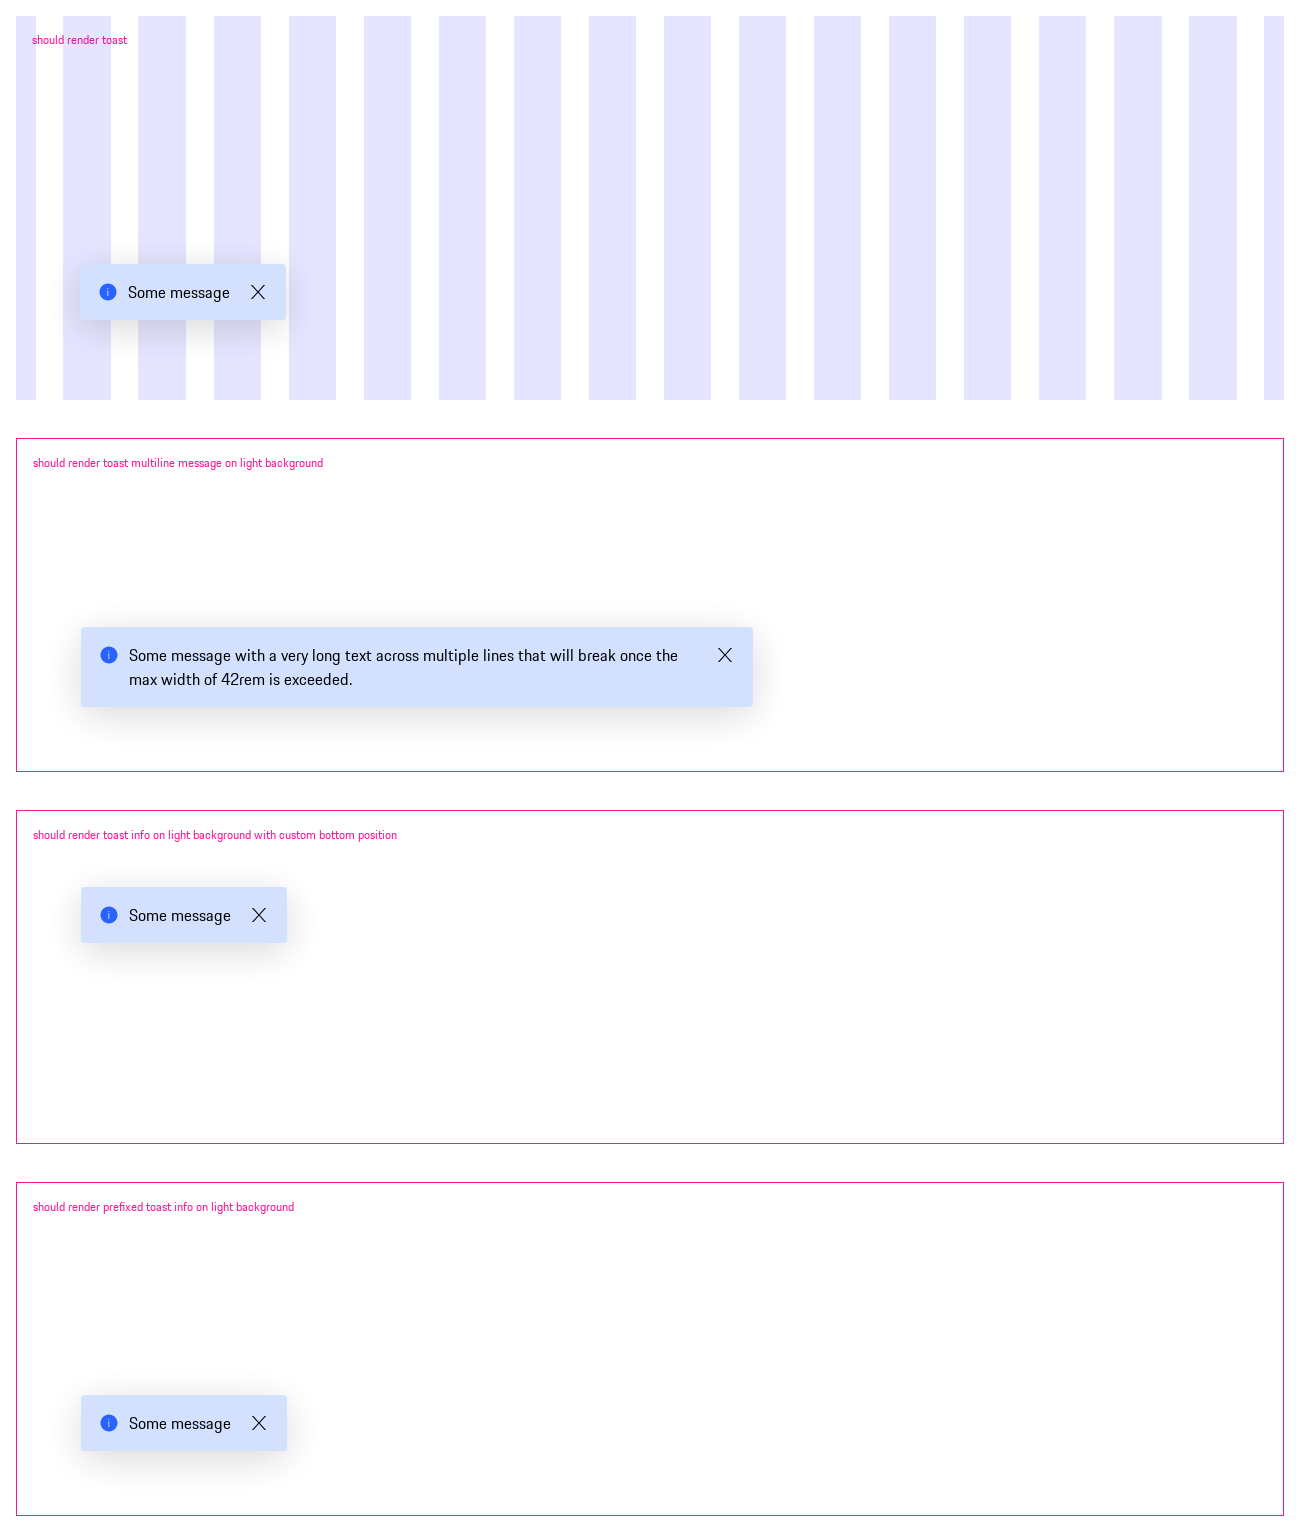 should render toast
Some message
should render toast multiline message on light background
Some message with a very long text across multiple lines that will break once the
max width of 42rem is exceeded.
should render toast info on light background with custom bottom position
Some message
should render prefixed toast info on light background
Some message